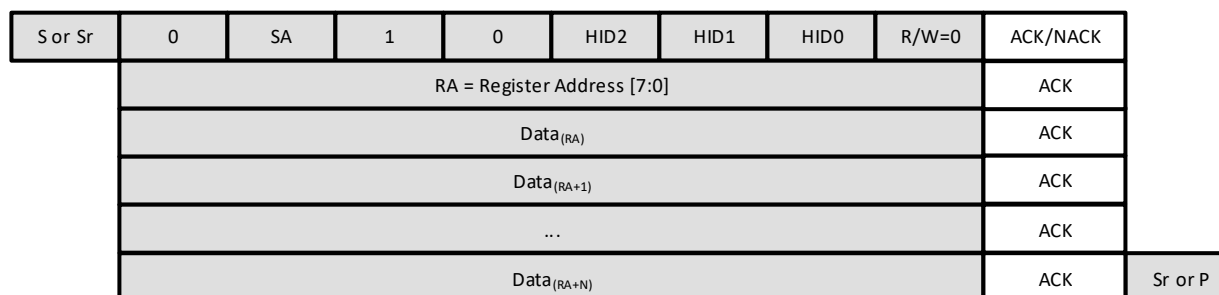 S or Sr 0 SA 1 0 HID2 HID1 HID0 R/W=0 ACK/NACK
RA = Register Address [7:0] ACK
Data(RA) ACK
Data(RA+1) ACK
... ACK
Data(RA+N) ACK Sr or P